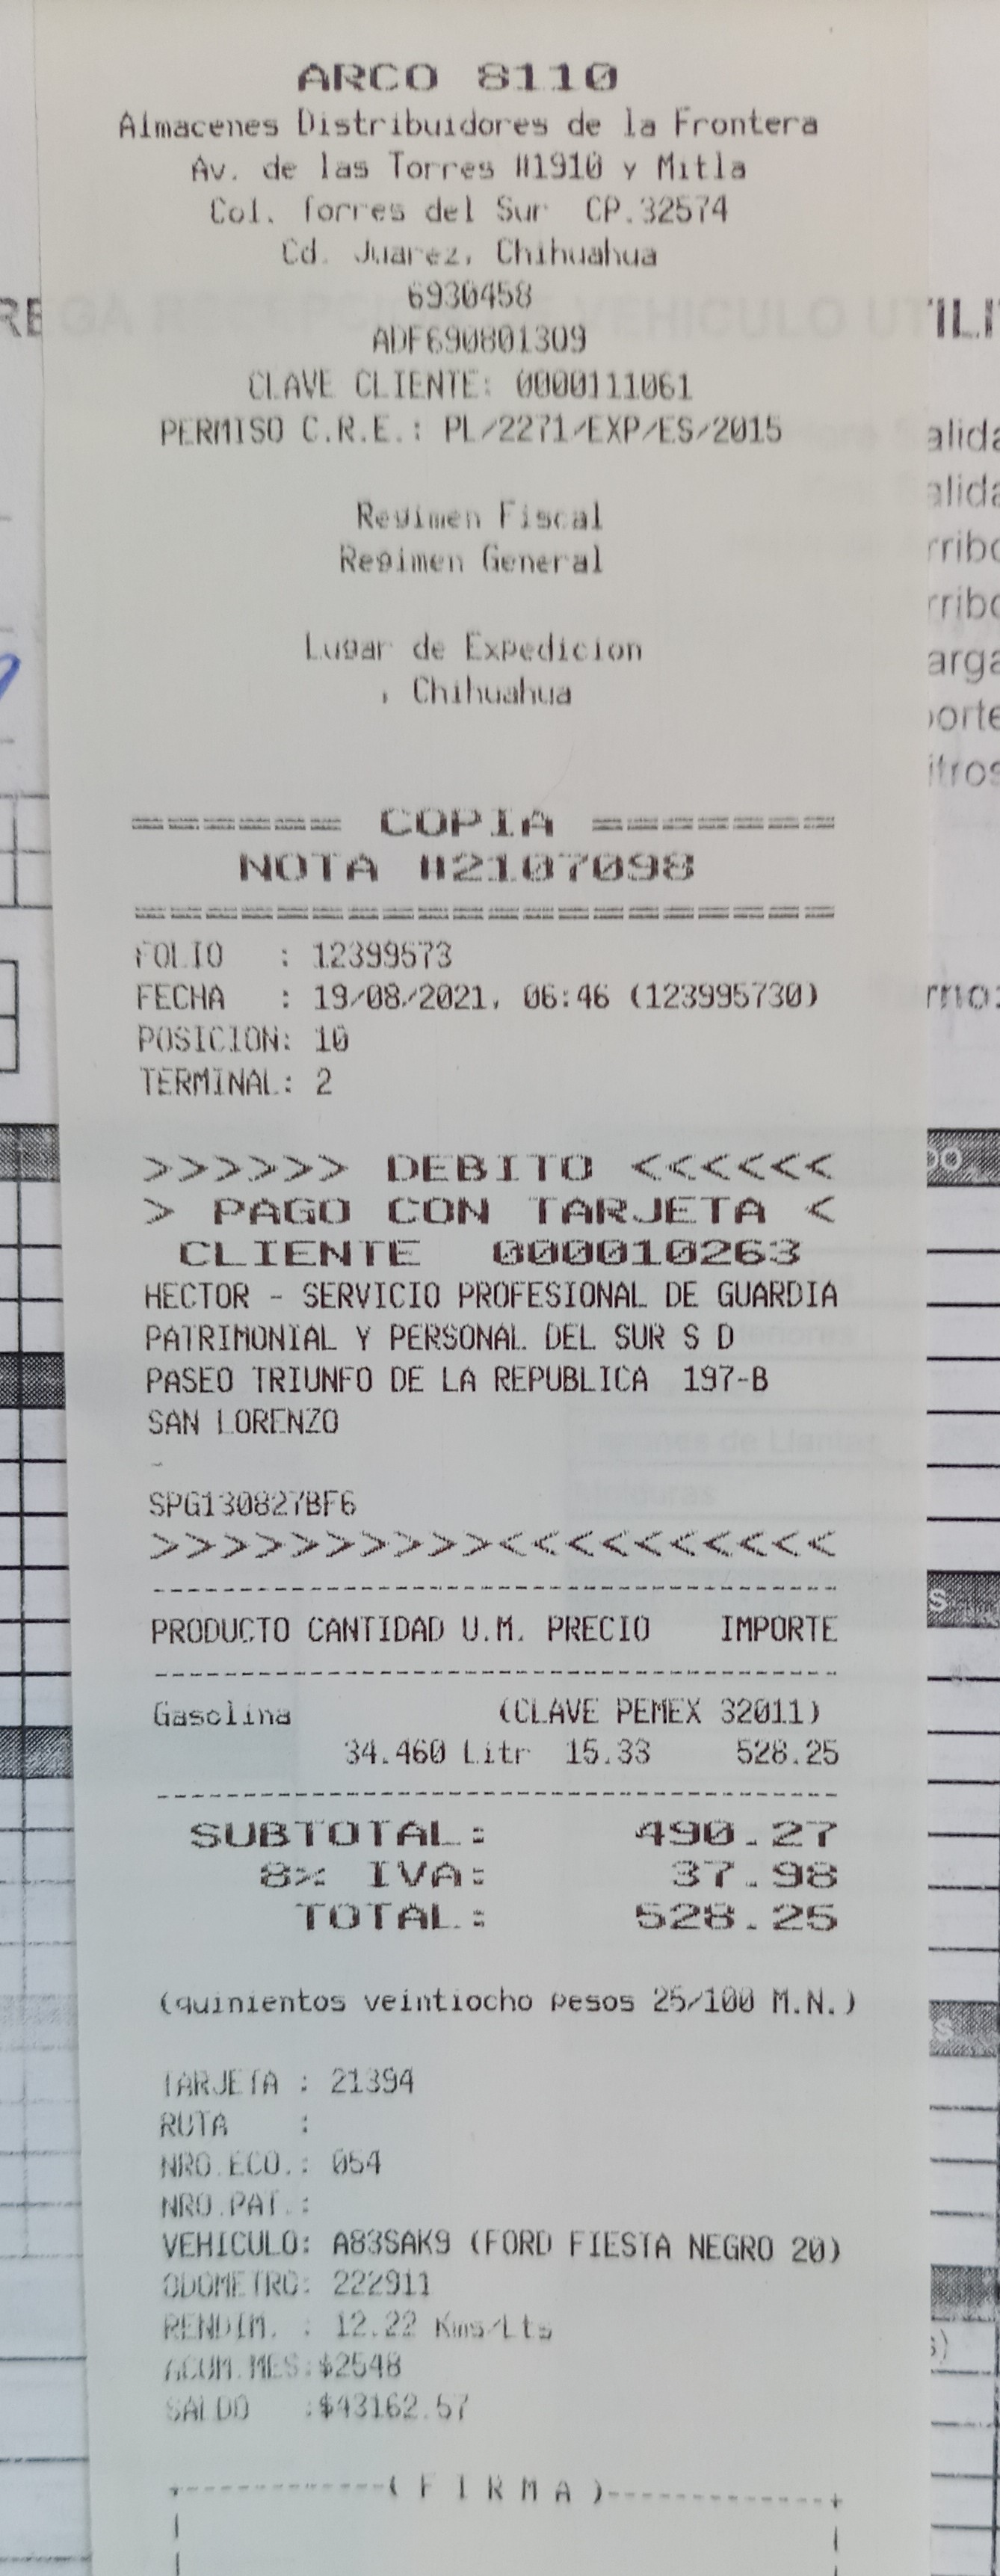 ARCO 8110
Almacenes Distribuidores de la Frontera
Av. de las Torres #1910 y Mitla
Col. Torres del Sur CP.32574
Cd. Juarez, Chihuahua
6930458
ADF690801309
CLAVE CLIENTE: 0000111061
PERMISO C.R.E.: PL/2271/EXP/ES/2015
Regimen Fiscal
Regimen General
Lugar de Expedicion
, Chihuahua
======= COPIA =======
NOTA #2107098
====================
FOLIO : 12399573
FECHA : 19/08/2021, 06:46 (123995730)
POSICION: 10
TERMINAL: 2
>>>>>> DEBITO <<<<<<
> PAGO CON TARJETA <
CLIENTE 0000010263
HECTOR - SERVICIO PROFESIONAL DE GUARDIA
PATRIMONIAL Y PERSONAL DEL SUR S D
PASEO TRIUNFO DE LA REPUBLICA 197-B
SAN LORENZO
-
SPG130827BF6
>>>>>>>>>><<<<<<<<<<
----------------------------------------
PRODUCTO CANTIDAD U.M. PRECIO IMPORTE
----------------------------------------
Gasolina (CLAVE PEMEX 32011)
34.460 Litr 15.33 528.25
----------------------------------------
SUBTOTAL: 490.27
8% IVA: 37.98
TOTAL: 528.25
(quinientos veintiocho pesos 25/100 M.N.)
TARJETA : 21394
RUTA :
NRO.ECO.: 054
NRO.PAT.:
VEHICULO: A83SAK9 (FORD FIESTA NEGRO 20)
ODOMETRO: 222911
RENDIM. : 12.22 Kms/Lts
ACUM.MES:$2548
SALDO :$43162.57
+------------( F I R M A )-------------+